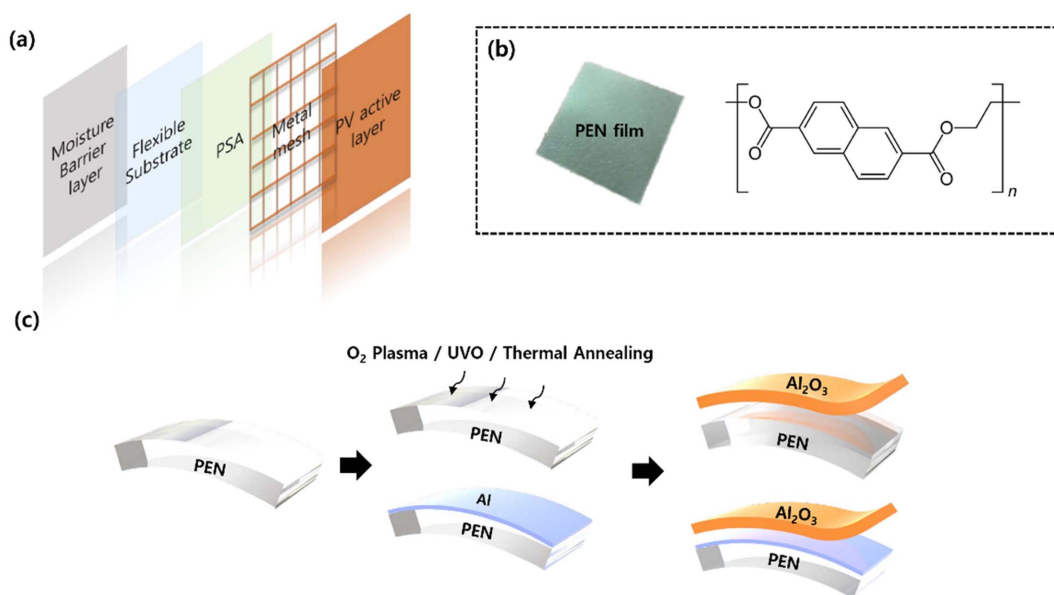 (a)
Moisture
Barrier
layer
Flexible
Substrate
PSA
Metal
mesh
PV active
layer
(b)
PEN film
O
O
O
O
n
(c)
O₂ Plasma / UVO / Thermal Annealing
PEN
PEN
Al
PEN
Al₂O₃
PEN
Al₂O₃
PEN